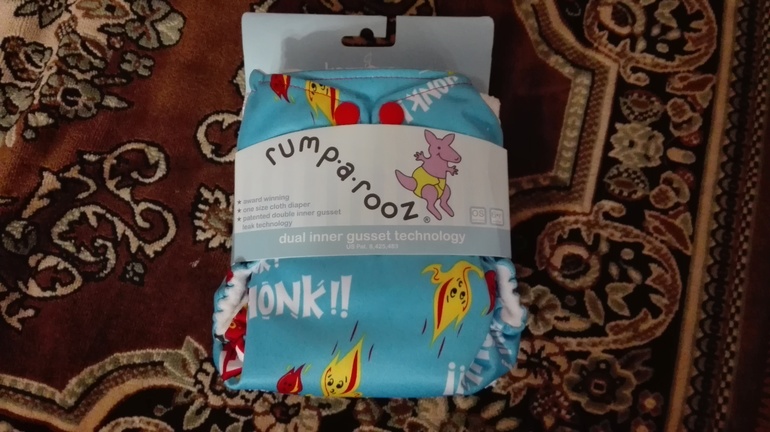 HONK!!
rump•a•rooz®
• award winning
• one size cloth diaper
• patented double inner gusset
leak technology
dual inner gusset technology
HONK!!